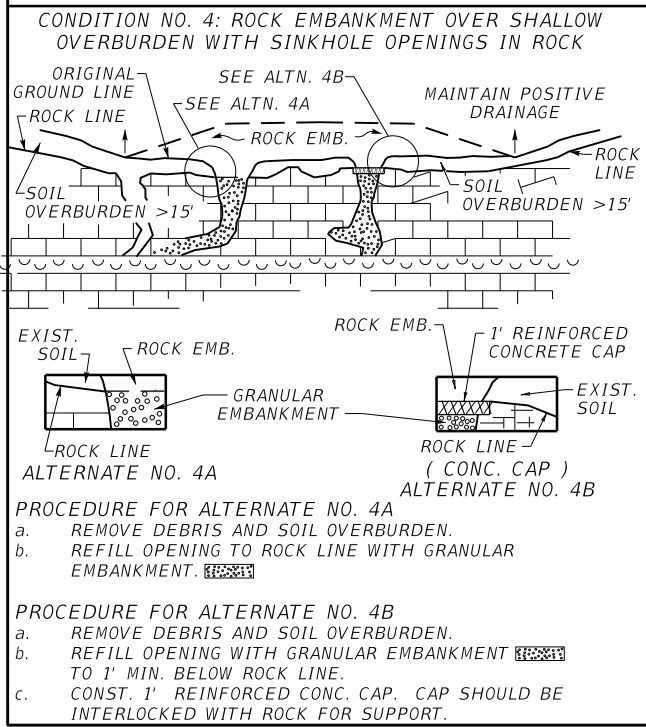 CONDITION NO. 4: ROCK EMBANKMENT OVER SHALLOW
OVERBURDEN WITH SINKHOLE OPENINGS IN ROCK
ORIGINAL
GROUND LINE
ROCK LINE
SEE ALTN. 4B
SEE ALTN. 4A
MAINTAIN POSITIVE
DRAINAGE
ROCK EMB.
ROCK
LINE
SOIL
OVERBURDEN >15'
SOIL
OVERBURDEN >15'
EXIST.
SOIL
ROCK EMB.
GRANULAR
EMBANKMENT
ROCK LINE
ALTERNATE NO. 4A
ROCK EMB.
1' REINFORCED
CONCRETE CAP
EXIST.
SOIL
ROCK LINE
( CONC. CAP )
ALTERNATE NO. 4B
PROCEDURE FOR ALTERNATE NO. 4A
a. REMOVE DEBRIS AND SOIL OVERBURDEN.
b. REFILL OPENING TO ROCK LINE WITH GRANULAR
EMBANKMENT.
PROCEDURE FOR ALTERNATE NO. 4B
a. REMOVE DEBRIS AND SOIL OVERBURDEN.
b. REFILL OPENING WITH GRANULAR EMBANKMENT
TO 1' MIN. BELOW ROCK LINE.
c. CONST. 1' REINFORCED CONC. CAP. CAP SHOULD BE
INTERLOCKED WITH ROCK FOR SUPPORT.